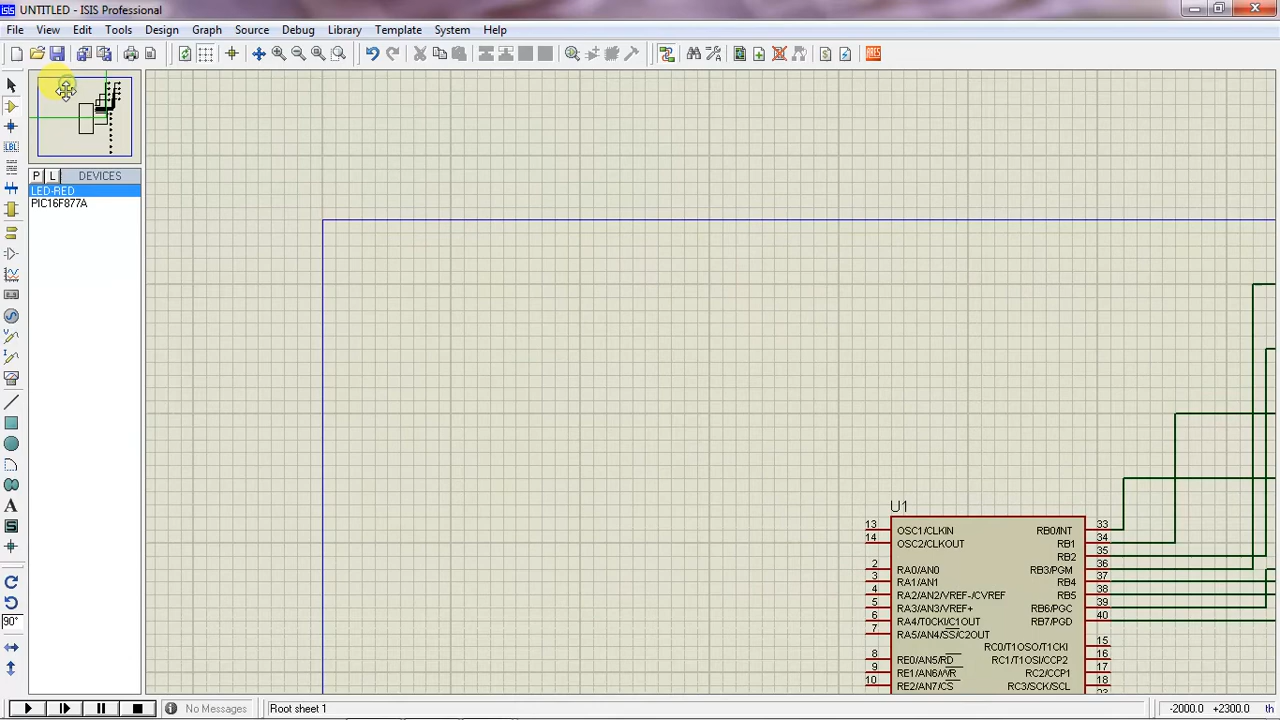 ISIS UNTITLED - ISIS Professional
File View Edit Tools Design Graph Source Debug Library Template System Help
ARES
LBL
P L DEVICES
LED-RED
PIC16F877A
A
S
90°
U1
13 OSC1/CLKIN RB0/INT 33
14 OSC2/CLKOUT RB1 34
RB2 35
2 RA0/AN0 RB3/PGM 36
3 RA1/AN1 RB4 37
4 RA2/AN2/VREF-/CVREF RB5 38
5 RA3/AN3/VREF+ RB6/PGC 39
6 RA4/T0CKI/C1OUT RB7/PGD 40
7 RA5/AN4/SS/C2OUT
RC0/T1OSO/T1CKI 15
8 RE0/AN5/RD RC1/T1OSI/CCP2 16
9 RE1/AN6/WR RC2/CCP1 17
10 RE2/AN7/CS RC3/SCK/SCL 18
No Messages Root sheet 1 -2000.0 +2300.0 th